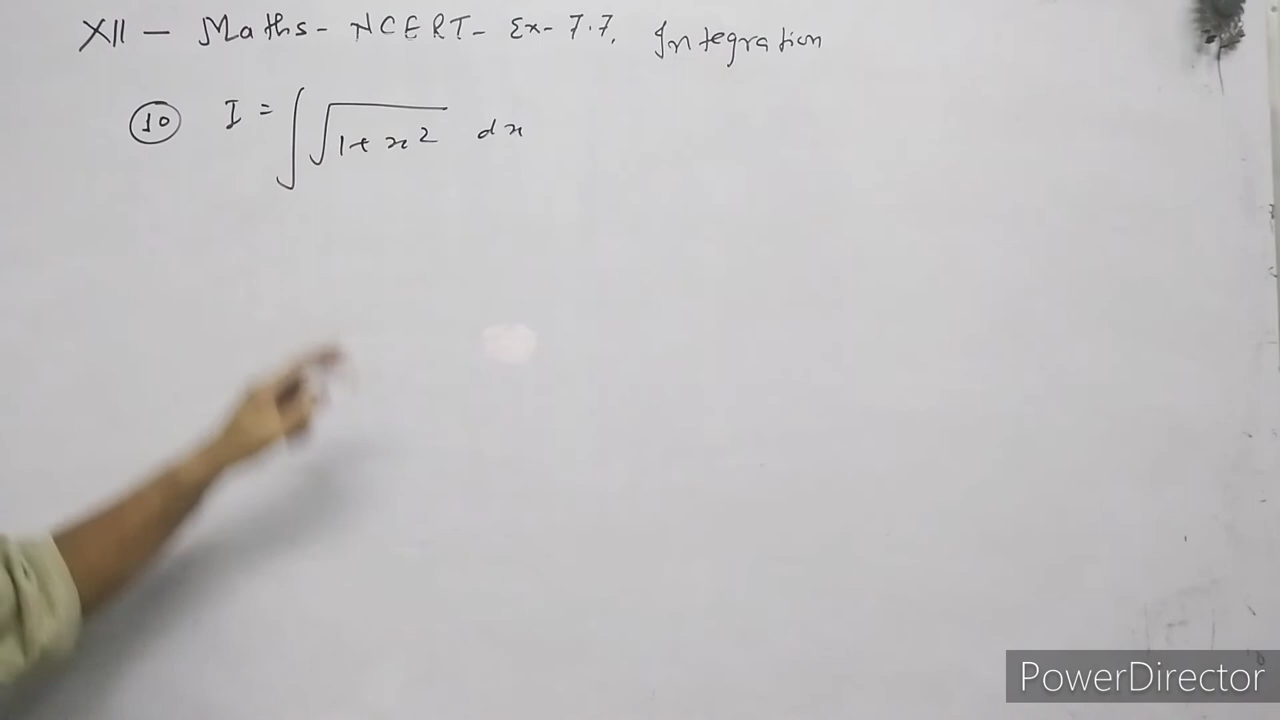 XII - Maths - NCERT - Ex - 7.7. Integration
10 I = ∫ √1+x² dx
PowerDirector